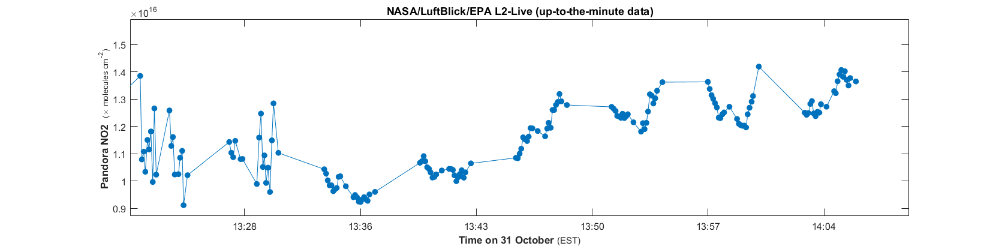 NASA/LuftBlick/EPA L2-Live (up-to-the-minute data)
×10^16
1.5
1.4
1.3
1.2
1.1
1
0.9
Pandora NO2 (× molecules cm^-2)
13:28 13:36 13:43 13:50 13:57 14:04
Time on 31 October (EST)